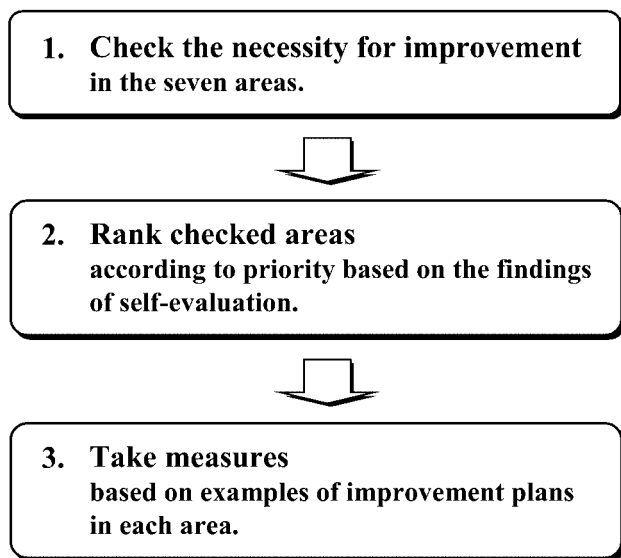 1. Check the necessity for improvement
in the seven areas.
2. Rank checked areas
according to priority based on the findings
of self-evaluation.
3. Take measures
based on examples of improvement plans
in each area.